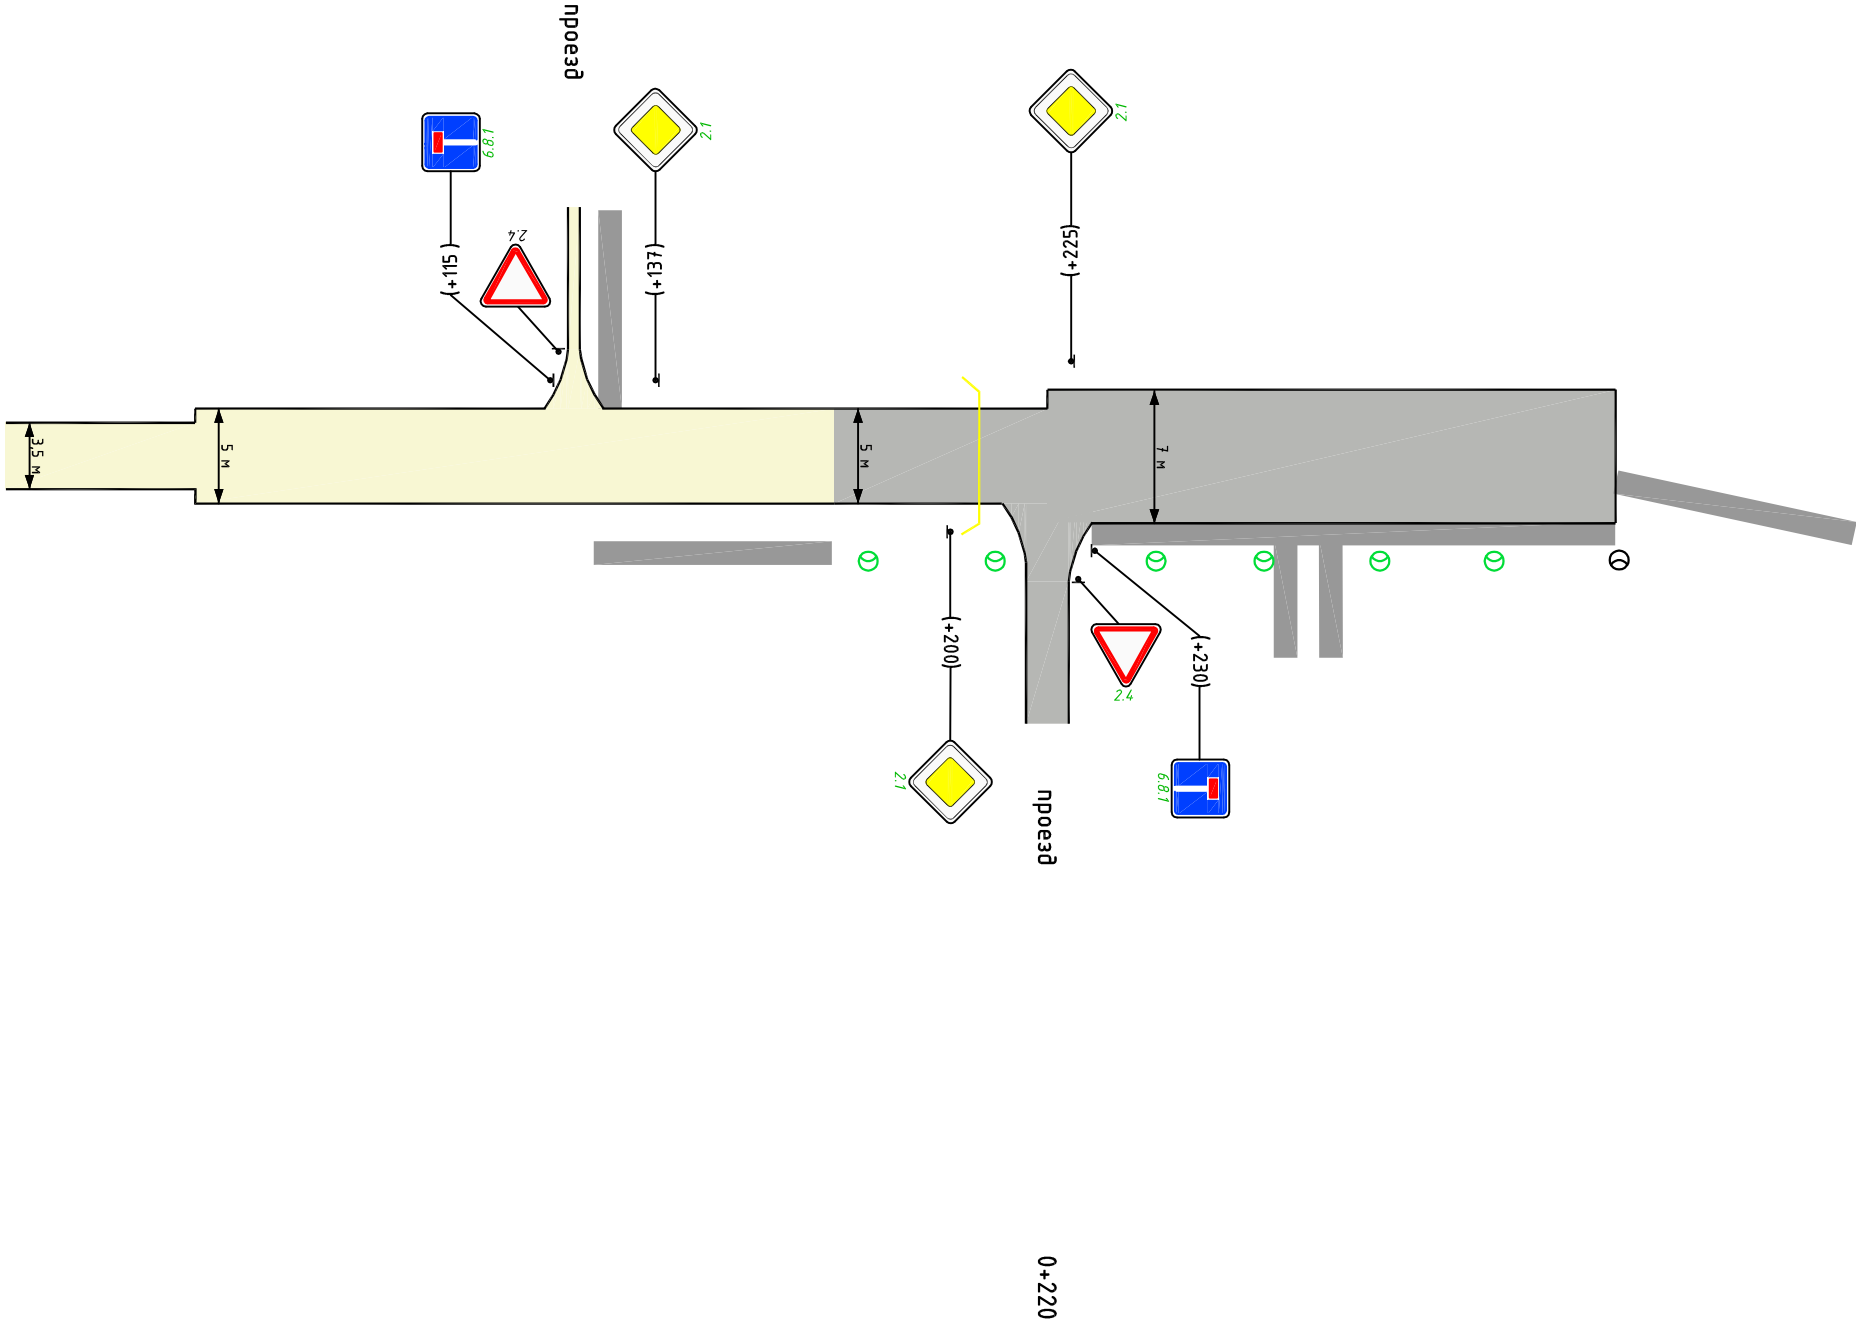 проезд
2.1
2.1
6.8.1
2.4
(+115)
(+137)
(+225)
3,5 м
5 м
5 м
7 м
(+200)
(+230)
2.4
2.1
6.8.1
проезд
0+220